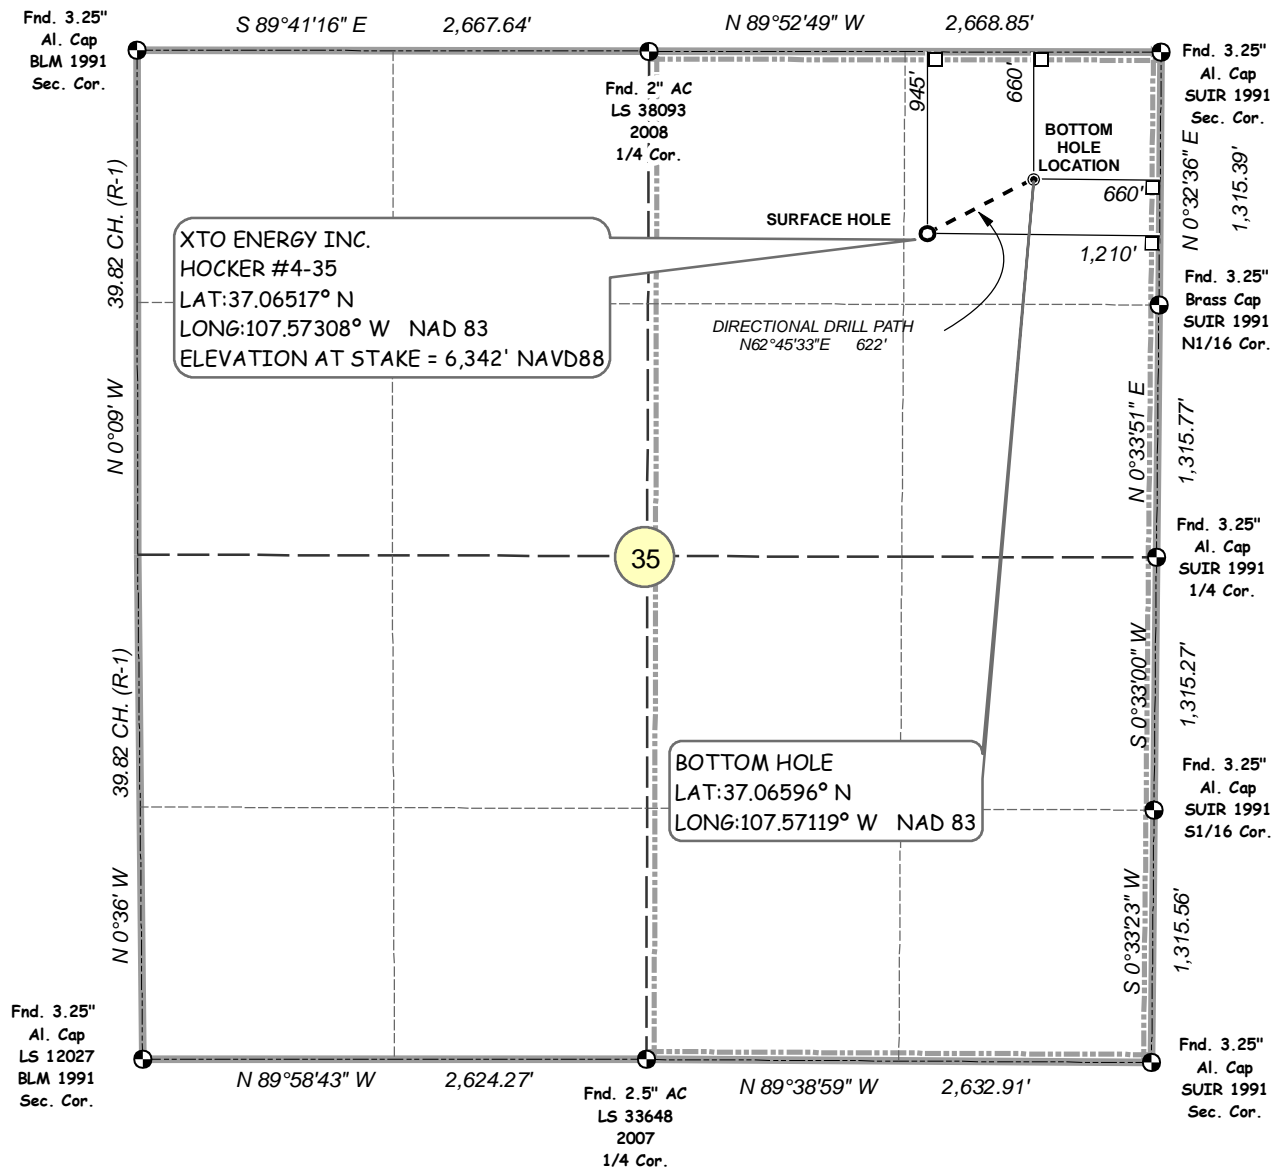 S 89°41'16" E 2,667.64'
N 89°52'49" W 2,668.85'
Fnd. 3.25"
Al. Cap
BLM 1991
Sec. Cor.
Fnd. 2" AC
LS 38093
2008
1/4 Cor.
945'
660'
Fnd. 3.25"
Al. Cap
SUIR 1991
Sec. Cor.
BOTTOM
HOLE
LOCATION
660'
N 0°32'36" E
1,315.39'
SURFACE HOLE
1,210'
39.82 CH. (R-1)
XTO ENERGY INC.
HOCKER #4-35
LAT:37.06517° N
LONG:107.57308° W NAD 83
ELEVATION AT STAKE = 6,342' NAVD88
DIRECTIONAL DRILL PATH
N62°45'33"E 622'
Fnd. 3.25"
Brass Cap
SUIR 1991
N1/16 Cor.
N 0°09' W
N 0°33'51" E
1,315.77'
35
Fnd. 3.25"
Al. Cap
SUIR 1991
1/4 Cor.
39.82 CH. (R-1)
S 0°33'00" W
1,315.27'
BOTTOM HOLE
LAT:37.06596° N
LONG:107.57119° W NAD 83
Fnd. 3.25"
Al. Cap
SUIR 1991
S1/16 Cor.
N 0°36' W
S 0°33'23" W
1,315.56'
Fnd. 3.25"
Al. Cap
LS 12027
BLM 1991
Sec. Cor.
N 89°58'43" W 2,624.27'
Fnd. 2.5" AC
LS 33648
2007
1/4 Cor.
N 89°38'59" W 2,632.91'
Fnd. 3.25"
Al. Cap
SUIR 1991
Sec. Cor.